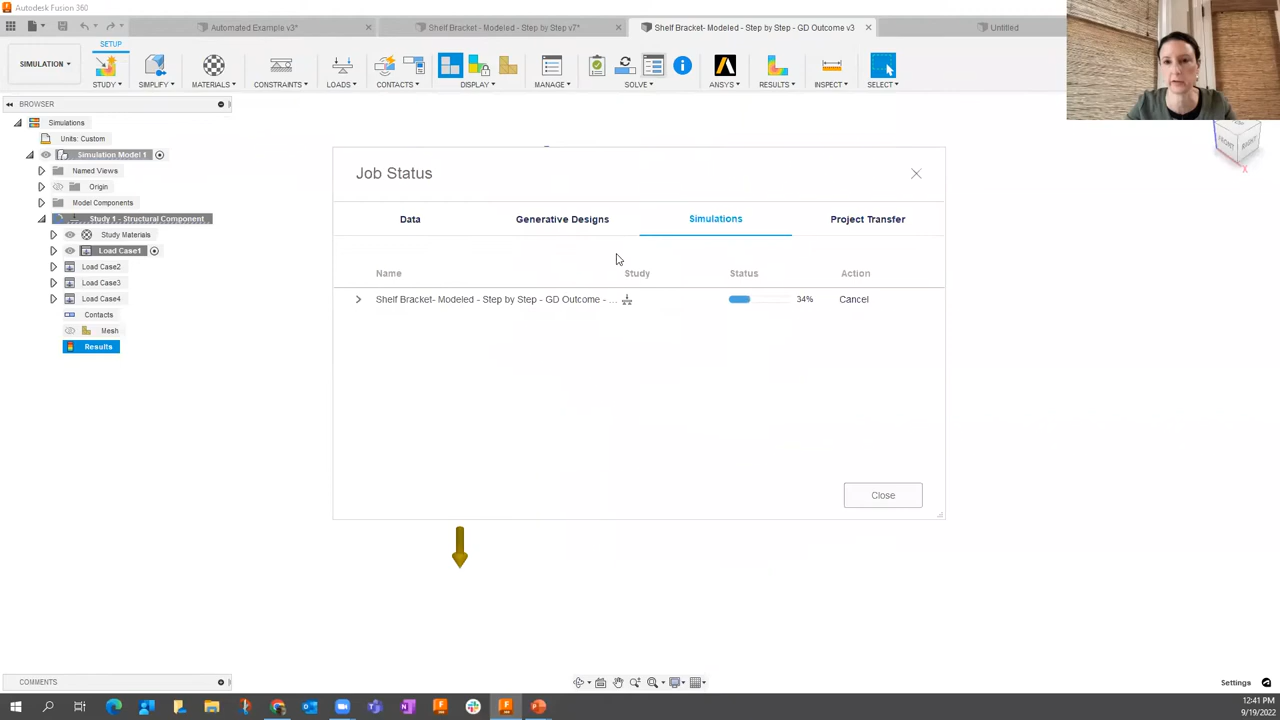 Autodesk Fusion 360
Automated Example v3*
Shelf Bracket - Modeled - Step by Step v7*
Shelf Bracket- Modeled - Step by Step - GD Outcome v3
Untitled
SETUP
SIMULATION
STUDY
SIMPLIFY
MATERIALS
CONSTRAINTS
LOADS
CONTACTS
DISPLAY
MANAGE
SOLVE
ANSYS
RESULTS
INSPECT
SELECT
BROWSER
Simulations
Units: Custom
Simulation Model 1
Named Views
Origin
Model Components
Study 1 - Structural Component
Study Materials
Load Case1
Load Case2
Load Case3
Load Case4
Contacts
Mesh
Results
FRONT
RIGHT
X
Job Status
Data
Generative Designs
Simulations
Project Transfer
Name
Study
Status
Action
Shelf Bracket- Modeled - Step by Step - GD Outcome - ...
34%
Cancel
Close
COMMENTS
Settings
12:41 PM
9/19/2022